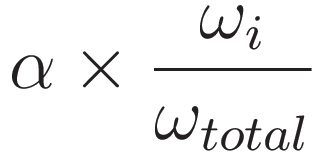 α × ω_i / ω_total